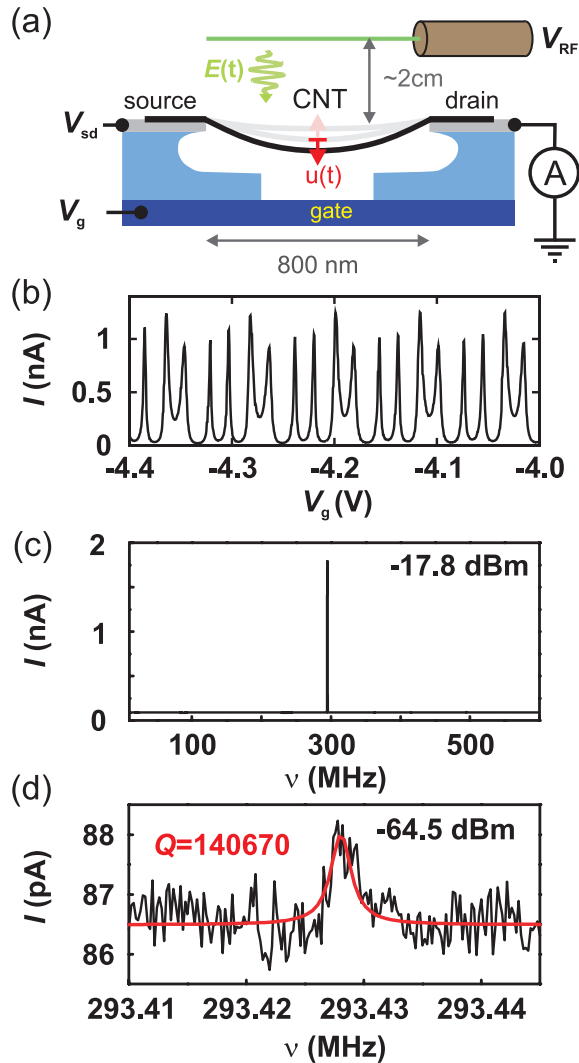 (a)
V_RF
E(t)
~2cm
source
CNT
drain
V_sd
A
u(t)
V_g
gate
800 nm
(b)
I (nA)
1
0.5
0
-4.4
-4.3
-4.2
-4.1
-4.0
V_g (V)
(c)
I (nA)
2
1
0
-17.8 dBm
100
300
500
ν (MHz)
(d)
I (pA)
88
87
86
Q=140670
-64.5 dBm
293.41
293.42
293.43
293.44
ν (MHz)